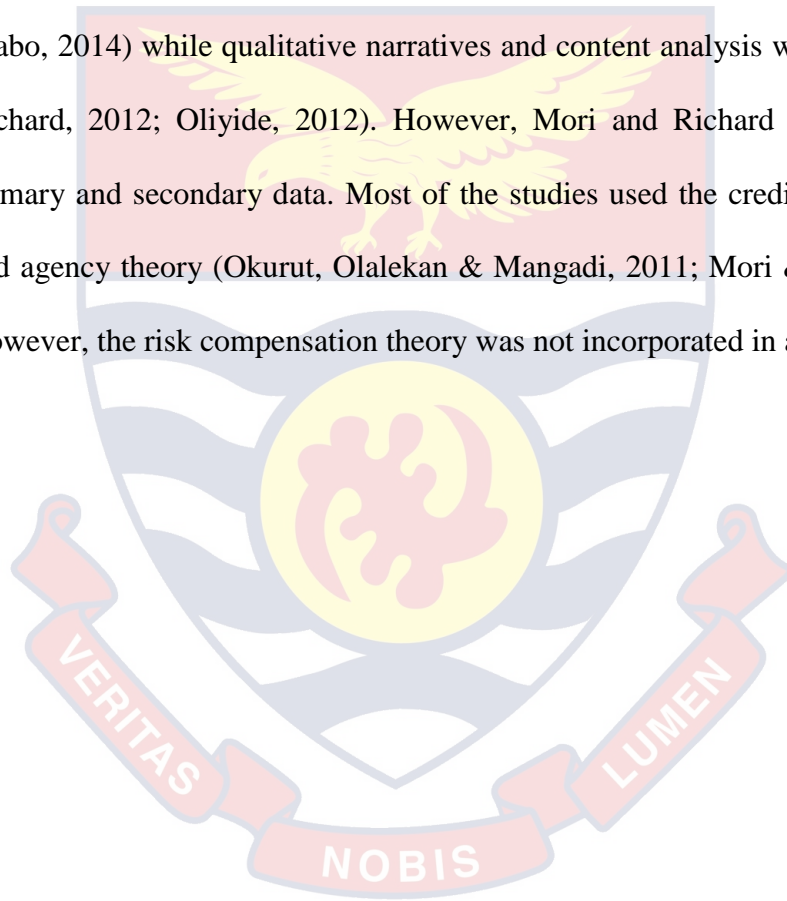 abo, 2014) while qualitative narratives and content analysis w
chard, 2012; Oliyide, 2012). However, Mori and Richard
mary and secondary data. Most of the studies used the credi
d agency theory (Okurut, Olalekan & Mangadi, 2011; Mori &
owever, the risk compensation theory was not incorporated in a
VERITAS
NOBIS
LUMEN